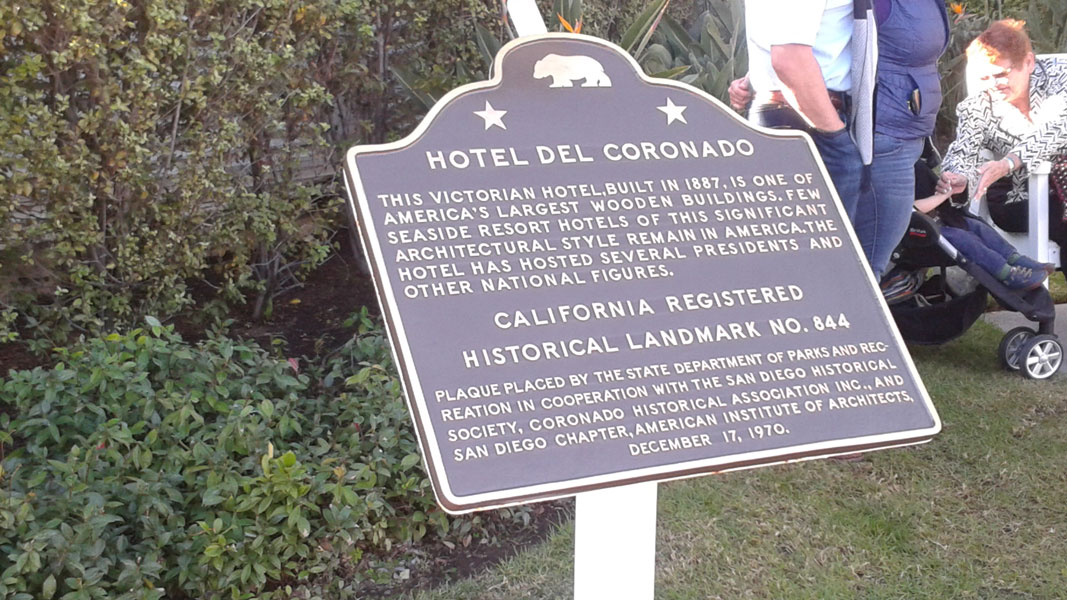 HOTEL DEL CORONADO
THIS VICTORIAN HOTEL, BUILT IN 1887, IS ONE OF
AMERICA'S LARGEST WOODEN BUILDINGS. FEW
SEASIDE RESORT HOTELS OF THIS SIGNIFICANT
ARCHITECTURAL STYLE REMAIN IN AMERICA. THE
HOTEL HAS HOSTED SEVERAL PRESIDENTS AND
OTHER NATIONAL FIGURES.
CALIFORNIA REGISTERED
HISTORICAL LANDMARK NO. 844
PLAQUE PLACED BY THE STATE DEPARTMENT OF PARKS AND REC-
REATION IN COOPERATION WITH THE SAN DIEGO HISTORICAL
SOCIETY, CORONADO HISTORICAL ASSOCIATION INC., AND
SAN DIEGO CHAPTER, AMERICAN INSTITUTE OF ARCHITECTS,
DECEMBER 17, 1970.